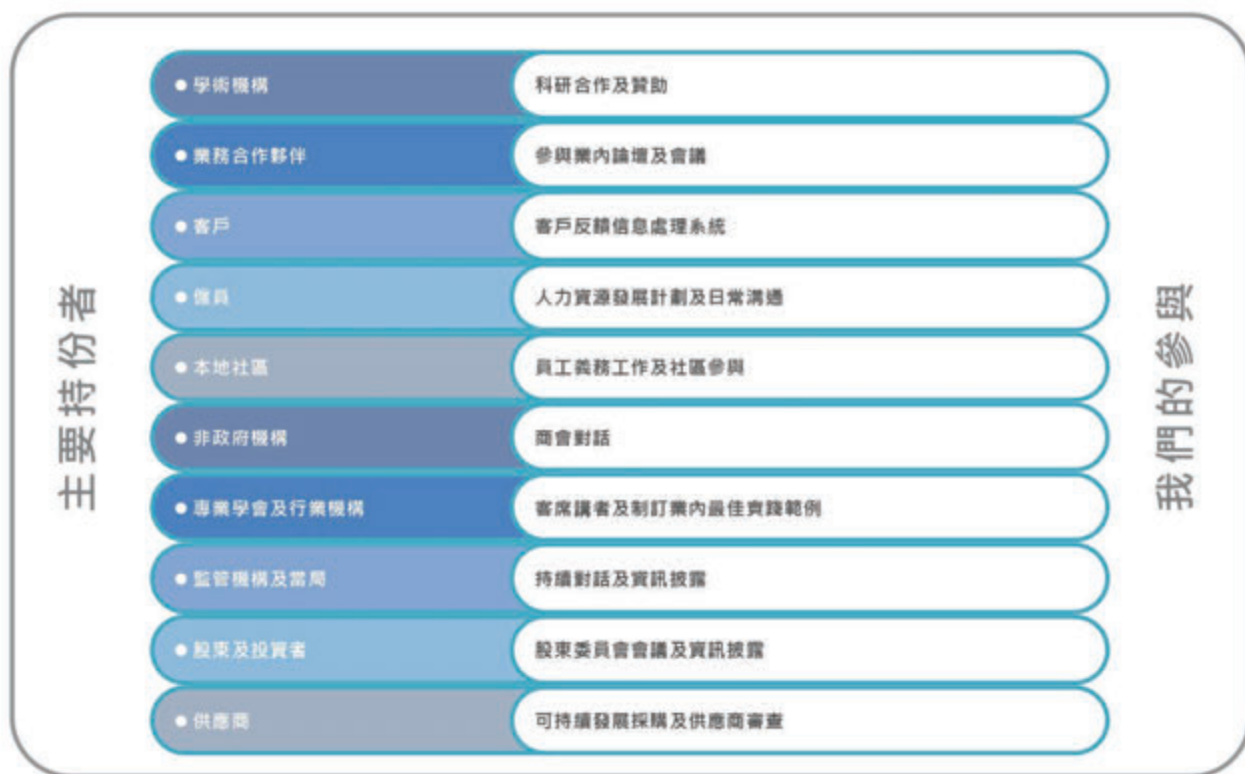 主要持份者
學術機構 科研合作及贊助
業務合作夥伴 參與業內論壇及會議
客戶 客戶反饋信息處理系統
僱員 人力資源發展計劃及日常溝通
本地社區 員工義務工作及社區參與
非政府機構 商會對話
專業學會及行業機構 客席講者及制訂業內最佳實踐範例
監管機構及當局 持續對話及資訊披露
股東及投資者 股東委員會會議及資訊披露
供應商 可持續發展採購及供應商審查
我們的參與